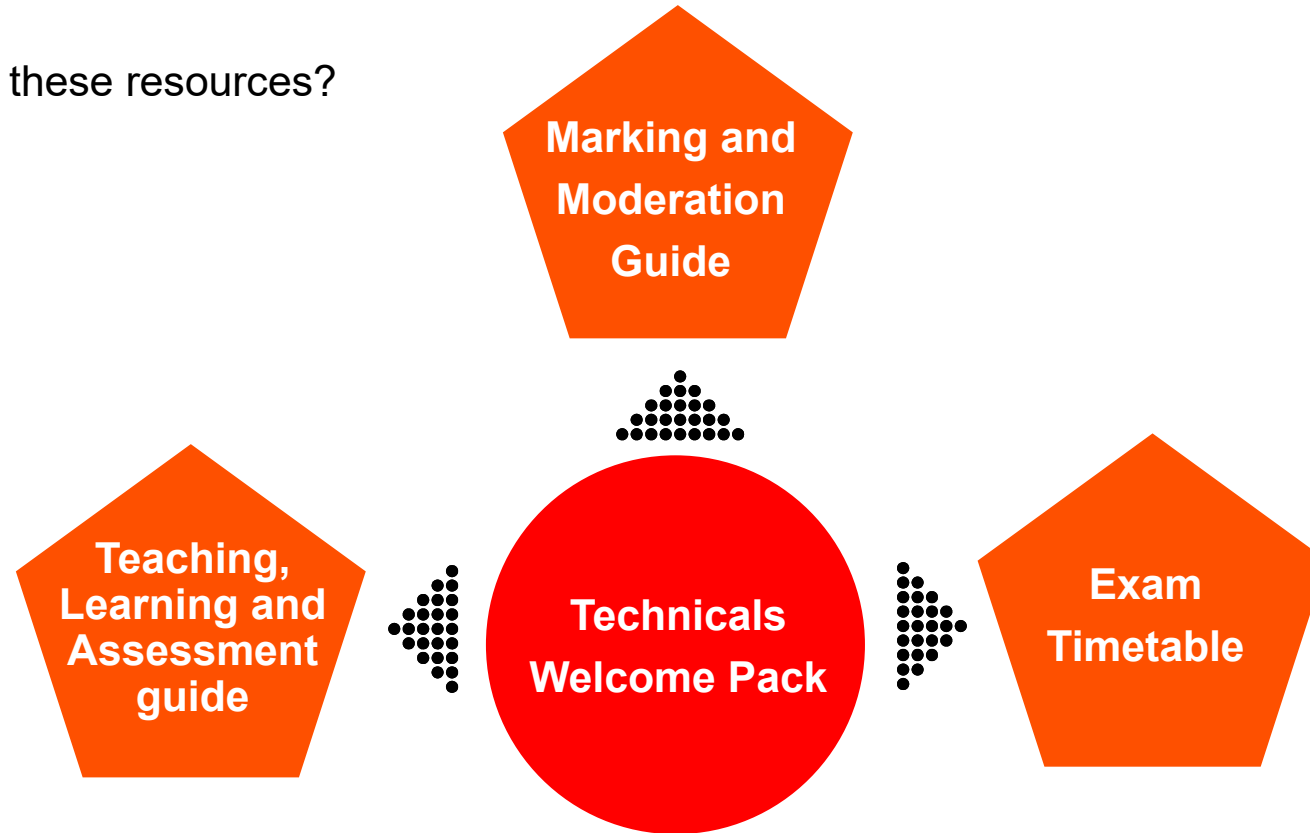 these resources?
Marking and
Moderation
Guide
Teaching,
Learning and
Assessment
guide
Technicals
Welcome Pack
Exam
Timetable